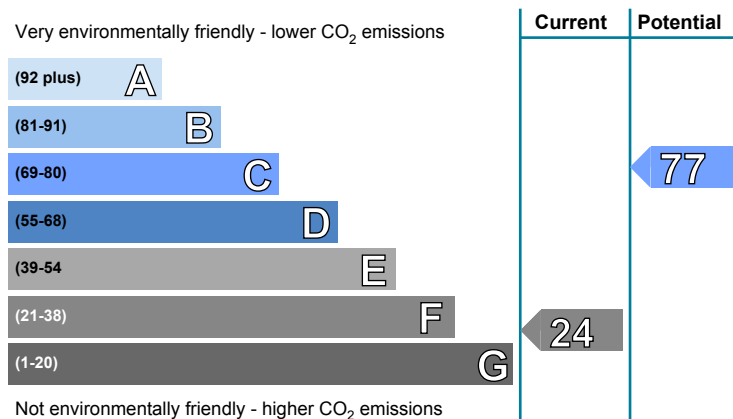 Current Potential
Very environmentally friendly - lower CO₂ emissions
(92 plus) A
(81-91) B
(69-80) C
77
(55-68) D
(39-54 E
(21-38) F
24
(1-20) G
Not environmentally friendly - higher CO₂ emissions